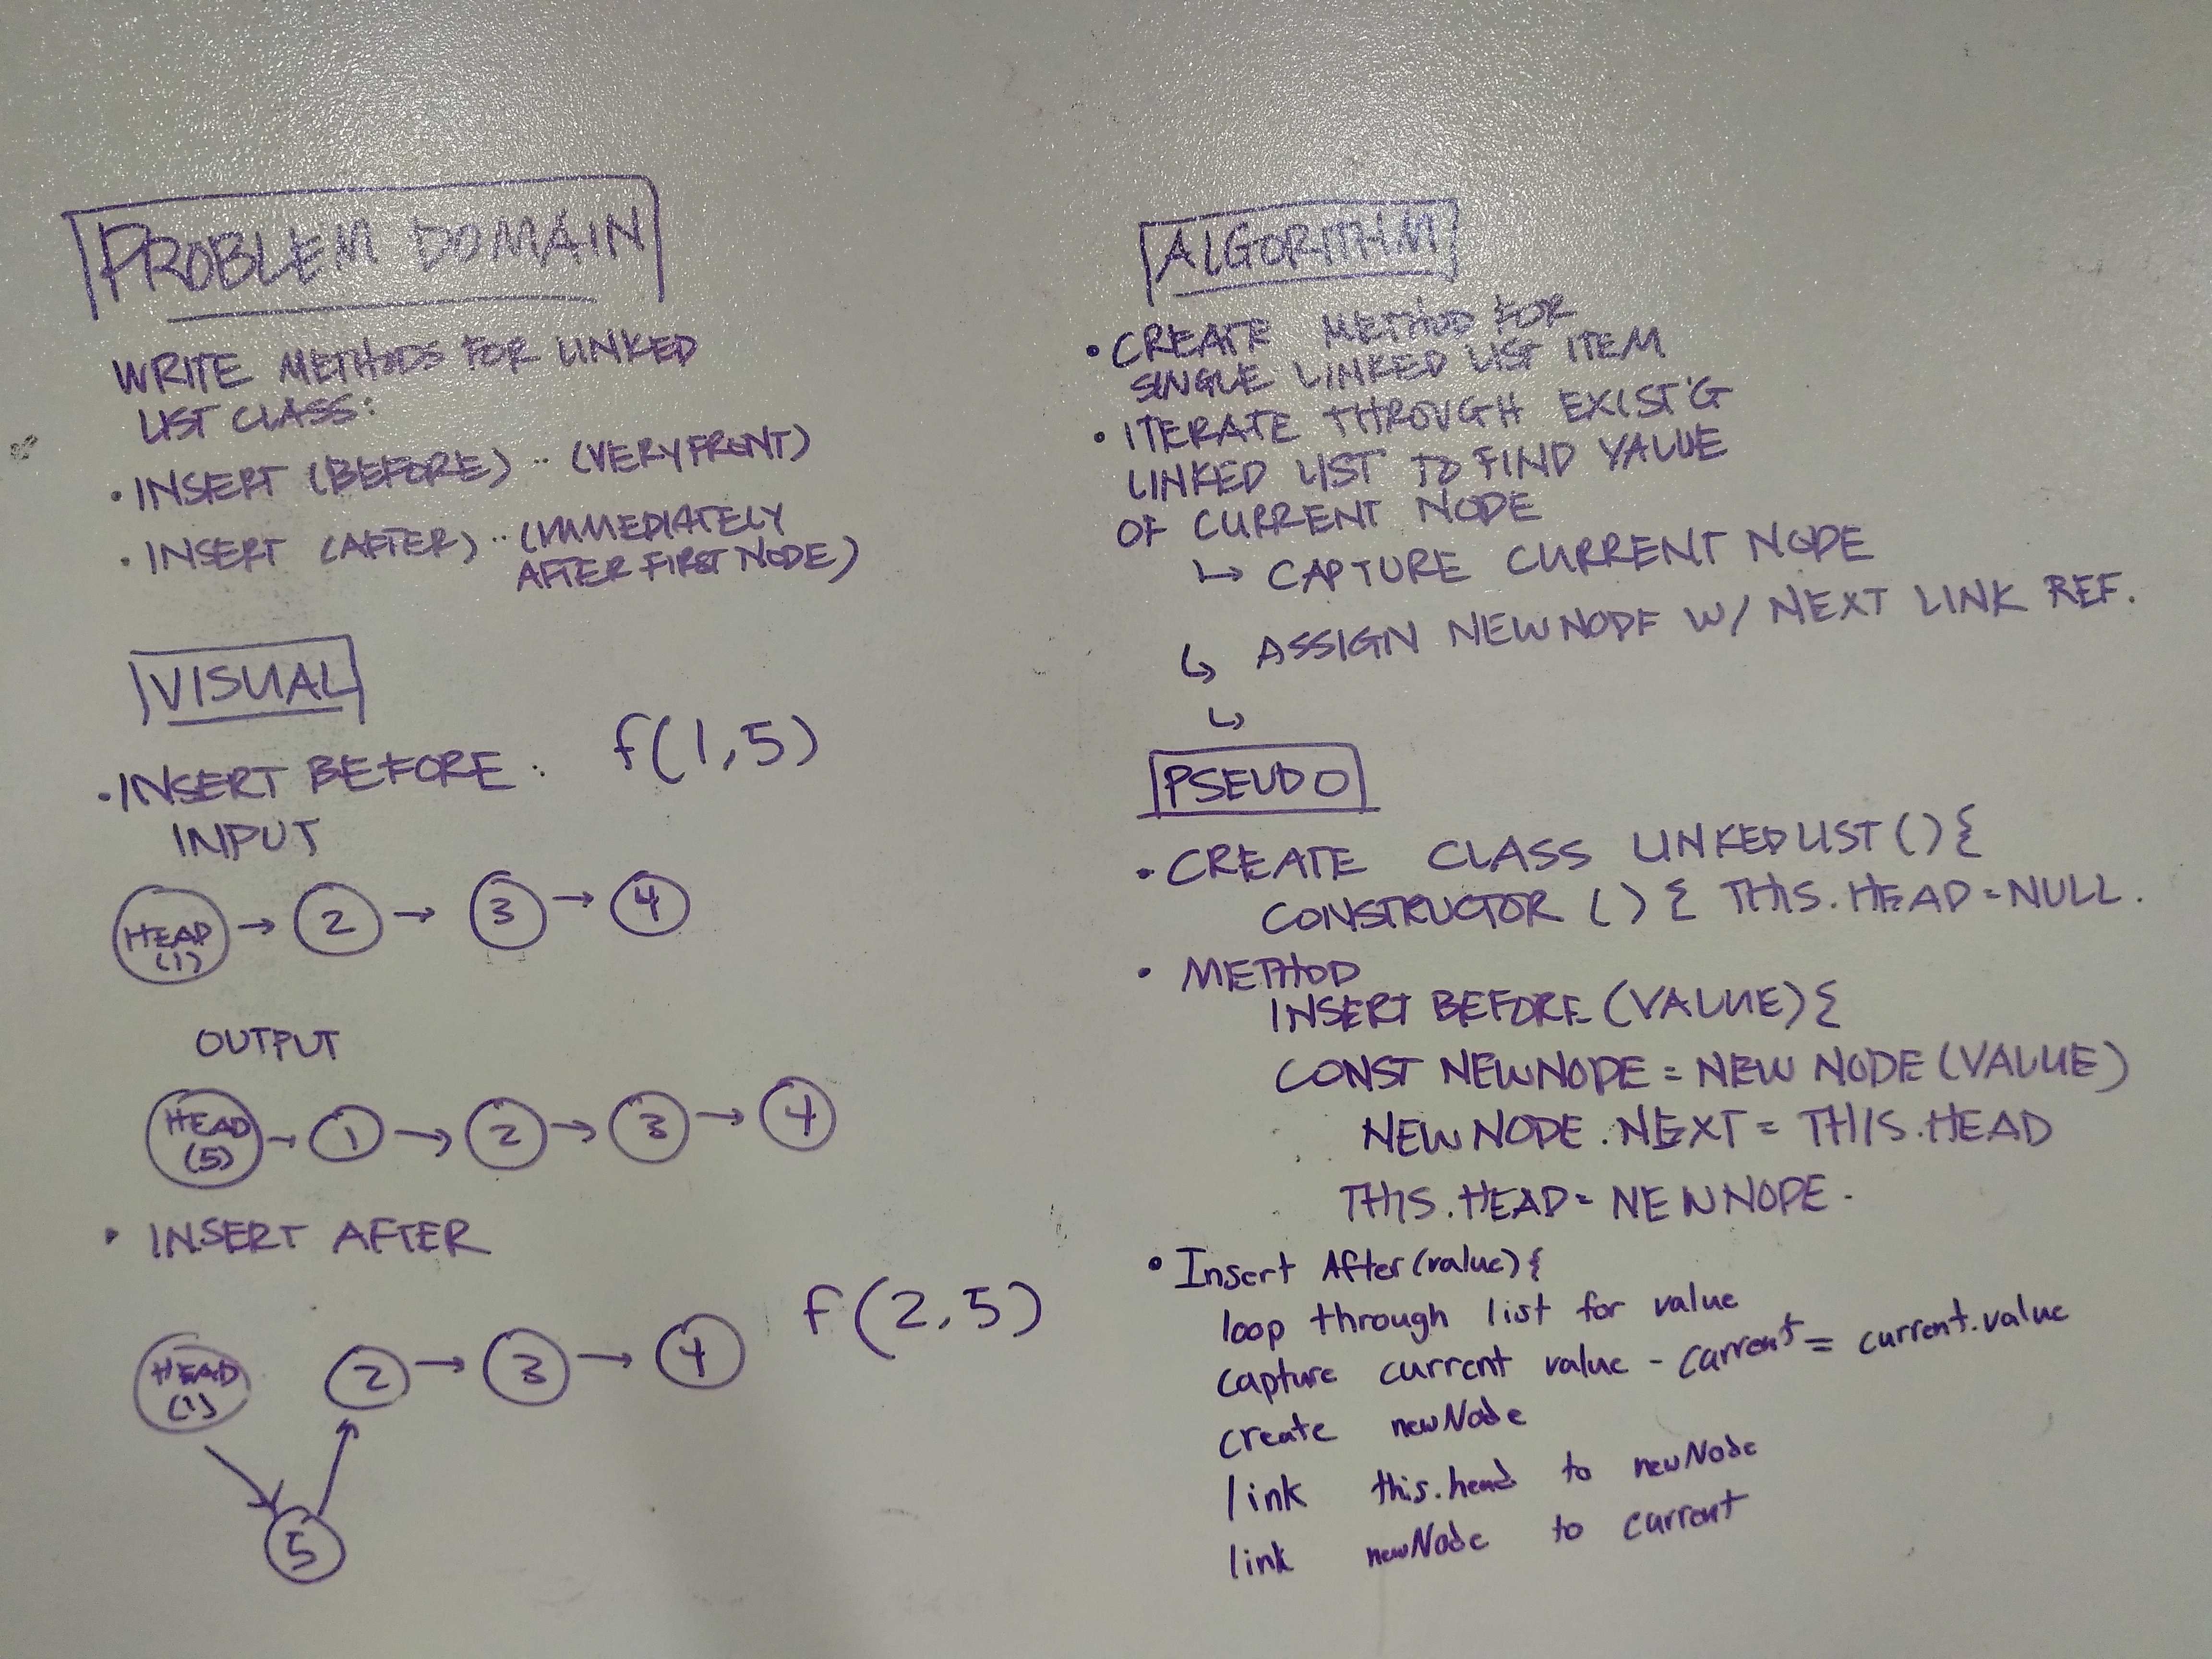 PROBLEM DOMAIN
WRITE METHODS FOR LINKED
LIST CLASS:
• INSERT (BEFORE) .. (VERY FRONT)
• INSERT (AFTER) .. (IMMEDIATELY
AFTER FIRST NODE)
VISUAL
• INSERT BEFORE : f(1,5)
INPUT
HEAD (1) → 2 → 3 → 4
OUTPUT
HEAD (5) → 1 → 2 → 3 → 4
• INSERT AFTER
f(2,5)
HEAD (1) 2 → 3 → 4
5
ALGORITHM
• CREATE METHOD FOR
SINGLE LINKED LIST ITEM
• ITERATE THROUGH EXIST'G
LINKED LIST TO FIND VALUE
OF CURRENT NODE
↳ CAPTURE CURRENT NODE
↳ ASSIGN NEWNODE W/ NEXT LINK REF.
↳
PSEUDO
• CREATE CLASS LINKEDLIST () {
CONSTRUCTOR () { THIS.HEAD = NULL.
• METHOD
INSERT BEFORE (VALUE) {
CONST NEWNODE = NEW NODE (VALUE)
NEWNODE.NEXT = THIS.HEAD
THIS.HEAD = NEWNODE.
• Insert After (value) {
loop through list for value
capture current value - current = current.value
create newNode
link this.head to newNode
link newNode to current